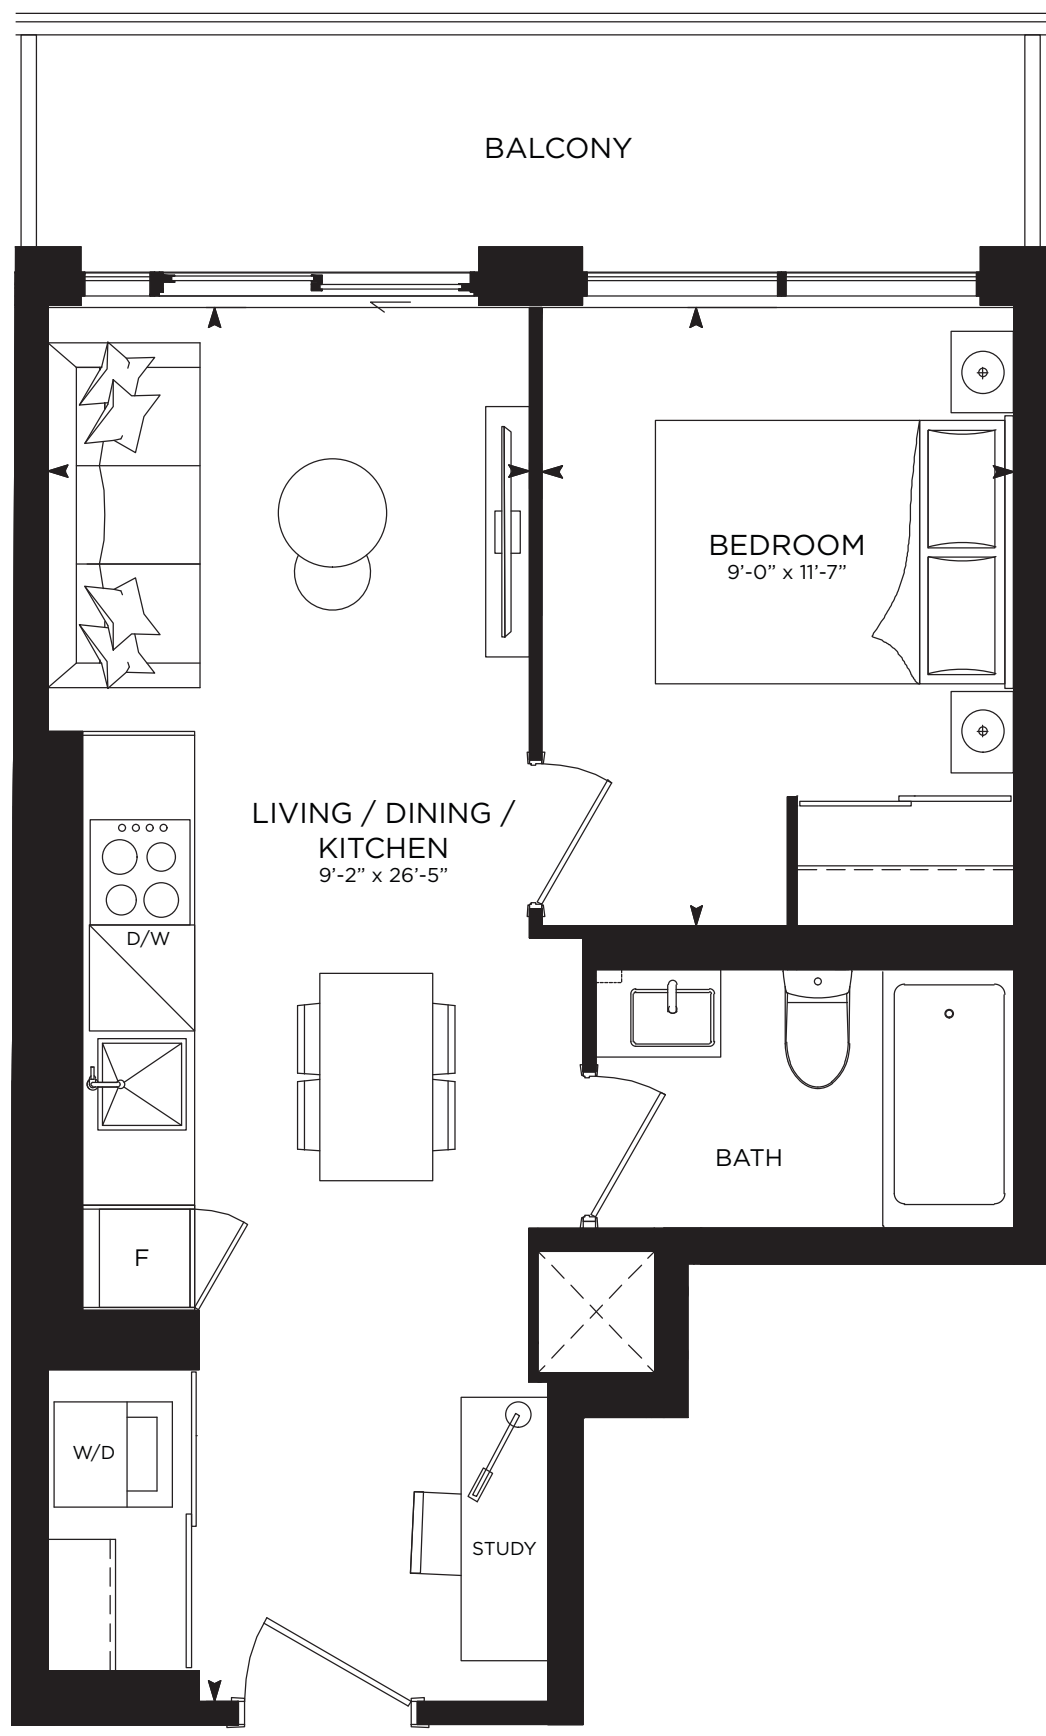 BALCONY
BEDROOM
9’-0” x 11’-7”
LIVING / DINING /
KITCHEN
9’-2” x 26’-5”
D/W
BATH
F
W/D
STUDY